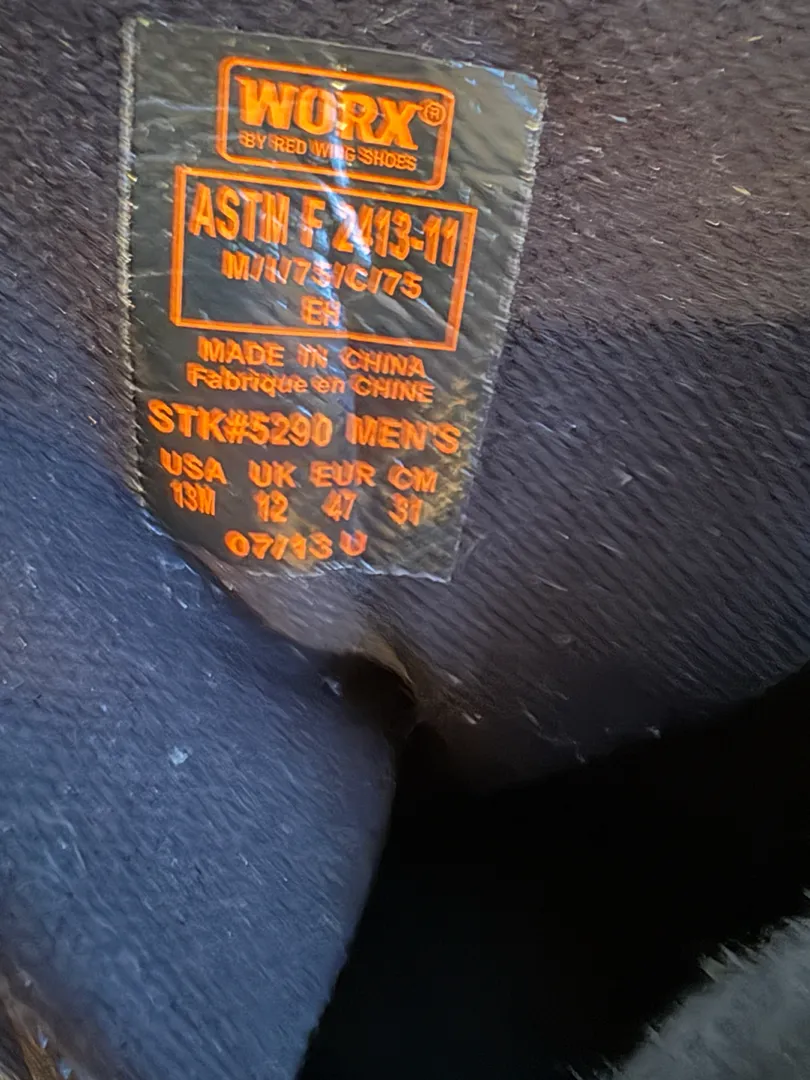 WORX®
BY RED WING SHOES
ASTM F 2413-11
M/I/75/C/75
EH
MADE IN CHINA
Fabriqué en CHINE
STK#5290 MEN'S
USA UK EUR CM
13M 12 47 31
07/13 U